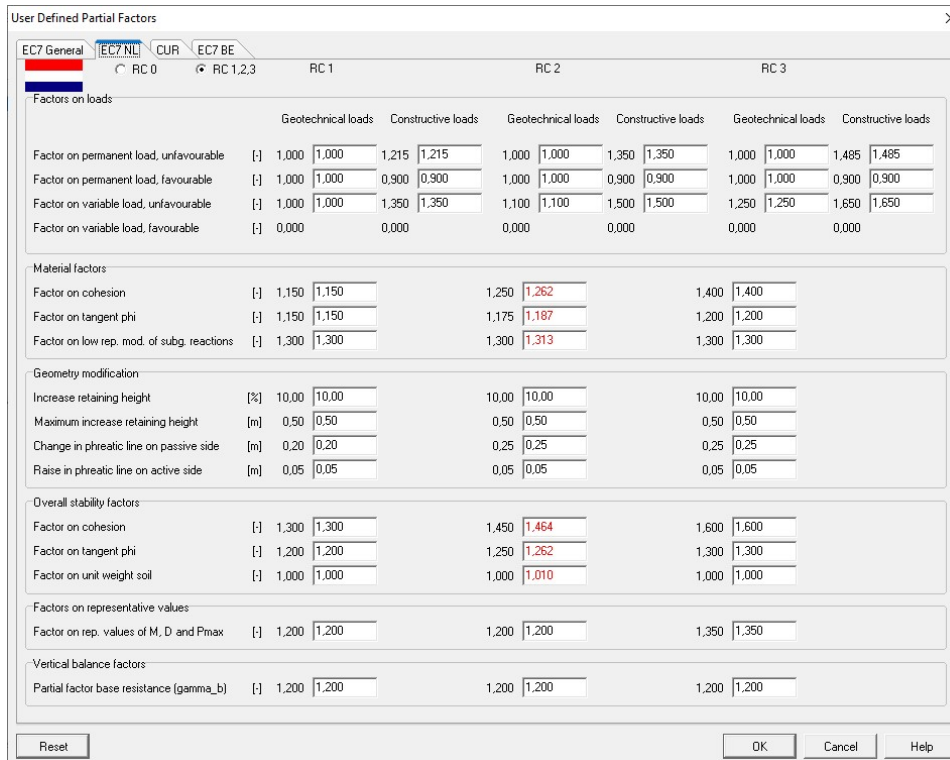 User Defined Partial Factors
EC7 General EC7 NL CUR EC7 BE
RC 0 RC 1,2,3 RC 1 RC 2 RC 3
Factors on loads
Geotechnical loads Constructive loads Geotechnical loads Constructive loads Geotechnical loads Constructive loads
Factor on permanent load, unfavourable [-] 1,000 1,000 1,215 1,215 1,000 1,000 1,350 1,350 1,000 1,000 1,485 1,485
Factor on permanent load, favourable [-] 1,000 1,000 0,900 0,900 1,000 1,000 0,900 0,900 1,000 1,000 0,900 0,900
Factor on variable load, unfavourable [-] 1,000 1,000 1,350 1,350 1,100 1,100 1,500 1,500 1,250 1,250 1,650 1,650
Factor on variable load, favourable [-] 0,000 0,000 0,000 0,000 0,000 0,000
Material factors
Factor on cohesion [-] 1,150 1,150 1,250 1,262 1,400 1,400
Factor on tangent phi [-] 1,150 1,150 1,175 1,187 1,200 1,200
Factor on low rep. mod. of subg. reactions [-] 1,300 1,300 1,300 1,313 1,300 1,300
Geometry modification
Increase retaining height [%] 10,00 10,00 10,00 10,00 10,00 10,00
Maximum increase retaining height [m] 0,50 0,50 0,50 0,50 0,50 0,50
Change in phreatic line on passive side [m] 0,20 0,20 0,25 0,25 0,25 0,25
Raise in phreatic line on active side [m] 0,05 0,05 0,05 0,05 0,05 0,05
Overall stability factors
Factor on cohesion [-] 1,300 1,300 1,450 1,464 1,600 1,600
Factor on tangent phi [-] 1,200 1,200 1,250 1,262 1,300 1,300
Factor on unit weight soil [-] 1,000 1,000 1,000 1,010 1,000 1,000
Factors on representative values
Factor on rep. values of M, D and Pmax [-] 1,200 1,200 1,200 1,200 1,350 1,350
Vertical balance factors
Partial factor base resistance (gamma_b) [-] 1,200 1,200 1,200 1,200 1,200 1,200
Reset OK Cancel Help